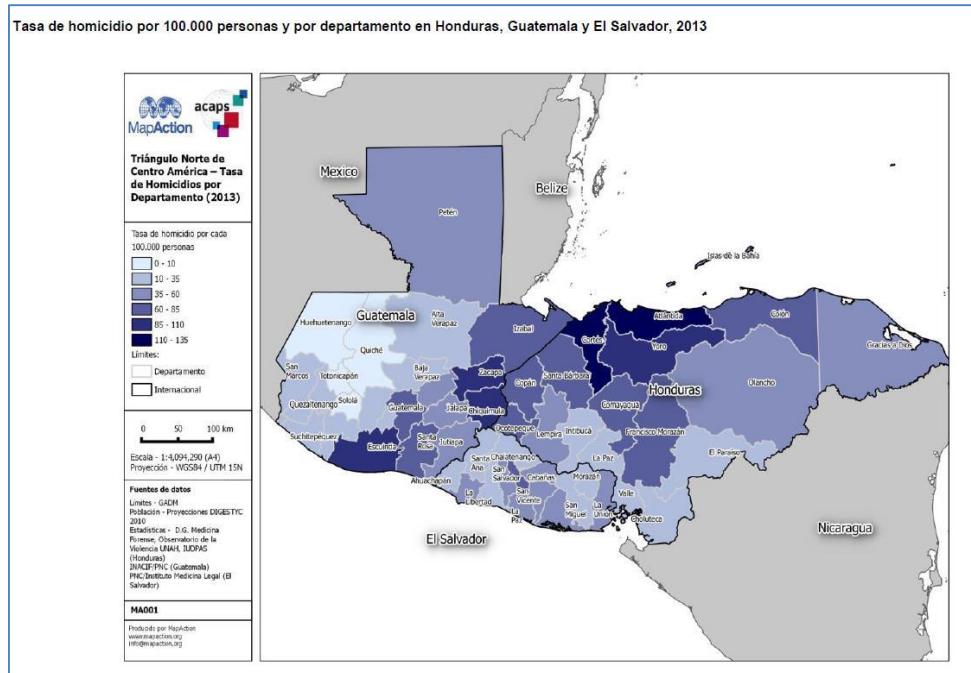 Tasa de homicidio por 100.000 personas y por departamento en Honduras, Guatemala y El Salvador, 2013
MapAction
acaps
Triángulo Norte de
Centro América – Tasa
de Homicidios por
Departamento (2013)
Tasa de homicidio por cada
100.000 personas
0 - 10
10 - 35
35 - 60
60 - 85
85 - 110
110 - 135
Límites:
Departamento
Internacional
0 50 100 km
Escala - 1:4,094,290 (A4)
Proyección - WGS84 / UTM 15N
Fuentes de datos
Límites - GADM
Población - Proyecciones DIGESTYC
2010
Estadísticas - D.G. Medicina
Forense, Observatorio de la
Violencia UNAH, IUDPAS
(Honduras)
INACIF/PNC (Guatemala)
PNC/Instituto Medicina Legal (El
Salvador)
MA001
Producido por MapAction
www.mapaction.org
info@mapaction.org
Mexico
Belize
Petén
Islas de la Bahía
Guatemala
Huehuetenango
Alta
Verapaz
Izabal
Atlántida
Colón
Cortés
Yoro
Gracias a Dios
Quiché
San
Marcos
Totonicapán
Baja
Verapaz
Zacapa
Copán
Santa Bárbara
Honduras
Olancho
Quezaltenango
Sololá
Guatemala
Jalapa
Chiquimula
Comayagua
Suchitepéquez
Escuintla
Santa
Rosa
Jutiapa
Ocotepeque
Lempira
Intibucá
Francisco Morazán
La Paz
El Paraíso
Ahuachapán
Santa
Ana
Chalatenango
San
Salvador
Cabañas
Morazán
La
Libertad
San
Vicente
La
Paz
San
Miguel
La
Unión
Valle
Choluteca
El Salvador
Nicaragua